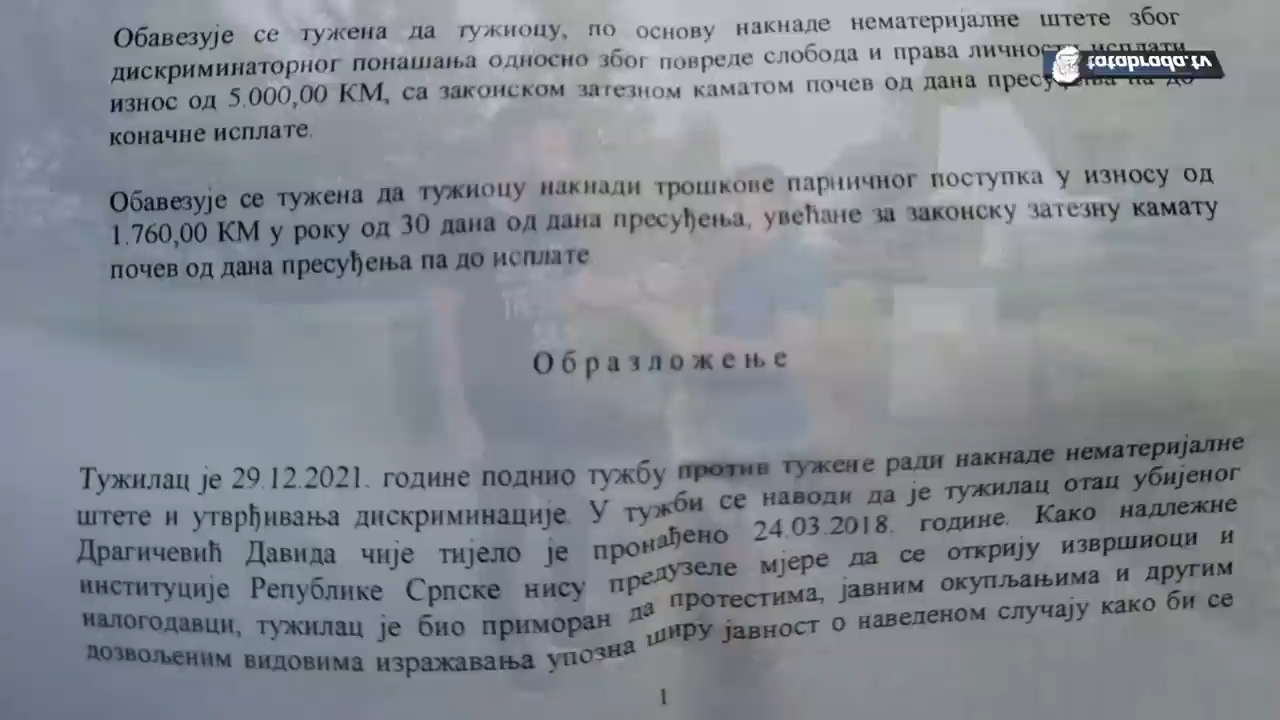 Обавезује се тужена да тужиоцу, по основу накнаде нематеријалне штете због
дискриминаторног понашања односно због повреде слобода и права личности исплати
износ од 5.000,00 КМ, са законском затезном каматом почев од дана пресуђења па до
коначне исплате.
tataprada.tv
Обавезује се тужена да тужиоцу накнади трошкове парничног поступка у износу од
1.760,00 КМ у року од 30 дана од дана пресуђења, увећане за законску затезну камату
почев од дана пресуђења па до исплате
Образложење
Тужилац је 29.12.2021. године поднио тужбу против тужене ради накнаде нематеријалне
штете и утврђивања дискриминације. У тужби се наводи да је тужилац отац убијеног
Драгичевић Давида чије тијело је пронађено 24.03.2018. године. Како надлежне
институције Републике Српске нису предузеле мјере да се открију извршиоци и
налогодавци, тужилац је био приморан да протестима, јавним окупљањима и другим
дозвољеним видовима изражавања упозна ширу јавност о наведеном случају како би се
1